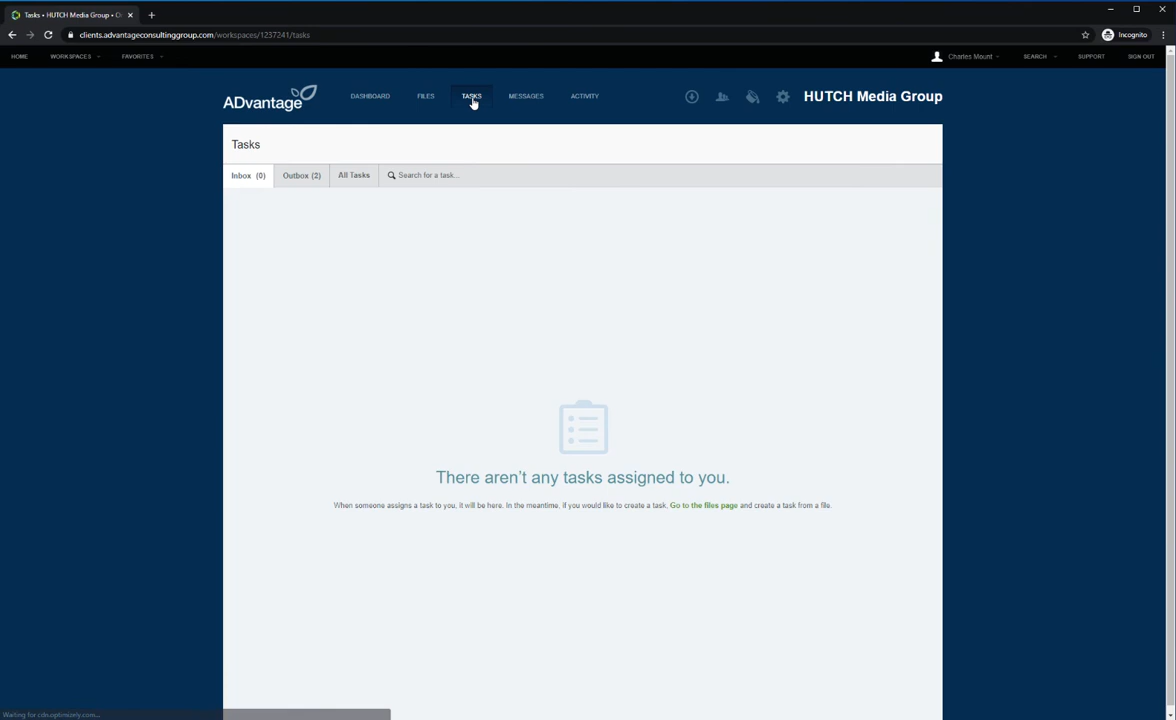 Tasks • HUTCH Media Group • O
clients.advantageconsultinggroup.com/workspaces/1237241/tasks
Incognito
HOME
WORKSPACES
FAVORITES
Charles Mount
SEARCH
SUPPORT
SIGN OUT
ADvantage
DASHBOARD
FILES
TASKS
MESSAGES
ACTIVITY
HUTCH Media Group
Tasks
Inbox (0)
Outbox (2)
All Tasks
Search for a task...
There aren't any tasks assigned to you.
When someone assigns a task to you, it will be here. In the meantime, if you would like to create a task, Go to the files page and create a task from a file.
Waiting for cdn.optimizely.com...